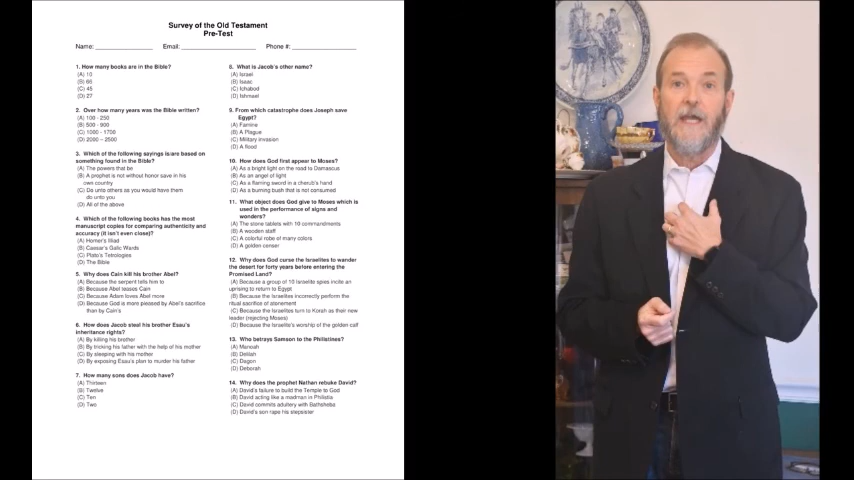 Survey of the Old Testament
Pre-Test
Name: Email: Phone #:
1. How many books are in the Bible?
(A) 10
(B) 66
(C) 45
(D) 27
2. Over how many years was the Bible written?
(A) 100 - 250
(B) 500 - 900
(C) 1000 - 1700
(D) 2000 – 2500
3. Which of the following sayings is/are based on
something found in the Bible?
(A) The powers that be
(B) A prophet is not without honor save in his
own country
(C) Do unto others as you would have them
do unto you
(D) All of the above
4. Which of the following books has the most
manuscript copies for comparing authenticity and
accuracy (it isn't even close)?
(A) Homer's Iliad
(B) Caesar's Galic Wards
(C) Plato's Tetrologies
(D) The Bible
5. Why does Cain kill his brother Abel?
(A) Because the serpent tells him to
(B) Because Abel teases Cain
(C) Because Adam loves Abel more
(D) Because God is more pleased by Abel's sacrifice
than by Cain's
6. How does Jacob steal his brother Esau's
inheritance rights?
(A) By killing his brother
(B) By tricking his father with the help of his mother
(C) By sleeping with his mother
(D) By exposing Esau's plan to murder his father
7. How many sons does Jacob have?
(A) Thirteen
(B) Twelve
(C) Ten
(D) Two
8. What is Jacob's other name?
(A) Israel
(B) Isaac
(C) Ichabod
(D) Ishmael
9. From which catastrophe does Joseph save
Egypt?
(A) Famine
(B) A Plague
(C) Military invasion
(D) A flood
10. How does God first appear to Moses?
(A) As a bright light on the road to Damascus
(B) As an angel of light
(C) As a flaming sword in a cherub's hand
(D) As a burning bush that is not consumed
11. What object does God give to Moses which is
used in the performance of signs and
wonders?
(A) The stone tablets with 10 commandments
(B) A wooden staff
(C) A colorful robe of many colors
(D) A golden censer
12. Why does God curse the Israelites to wander
the desert for forty years before entering the
Promised Land?
(A) Because a group of 10 Israelite spies incite an
uprising to return to Egypt
(B) Because the Israelites incorrectly perform the
ritual sacrifice of atonement
(C) Because the Israelites turn to Korah as their new
leader (rejecting Moses)
(D) Because the Israelite's worship of the golden calf
13. Who betrays Samson to the Philistines?
(A) Manoah
(B) Delilah
(C) Dagon
(D) Deborah
14. Why does the prophet Nathan rebuke David?
(A) David's failure to build the Temple to God
(B) David acting like a madman in Philistia
(C) David commits adultery with Bathsheba
(D) David's son rape his stepsister